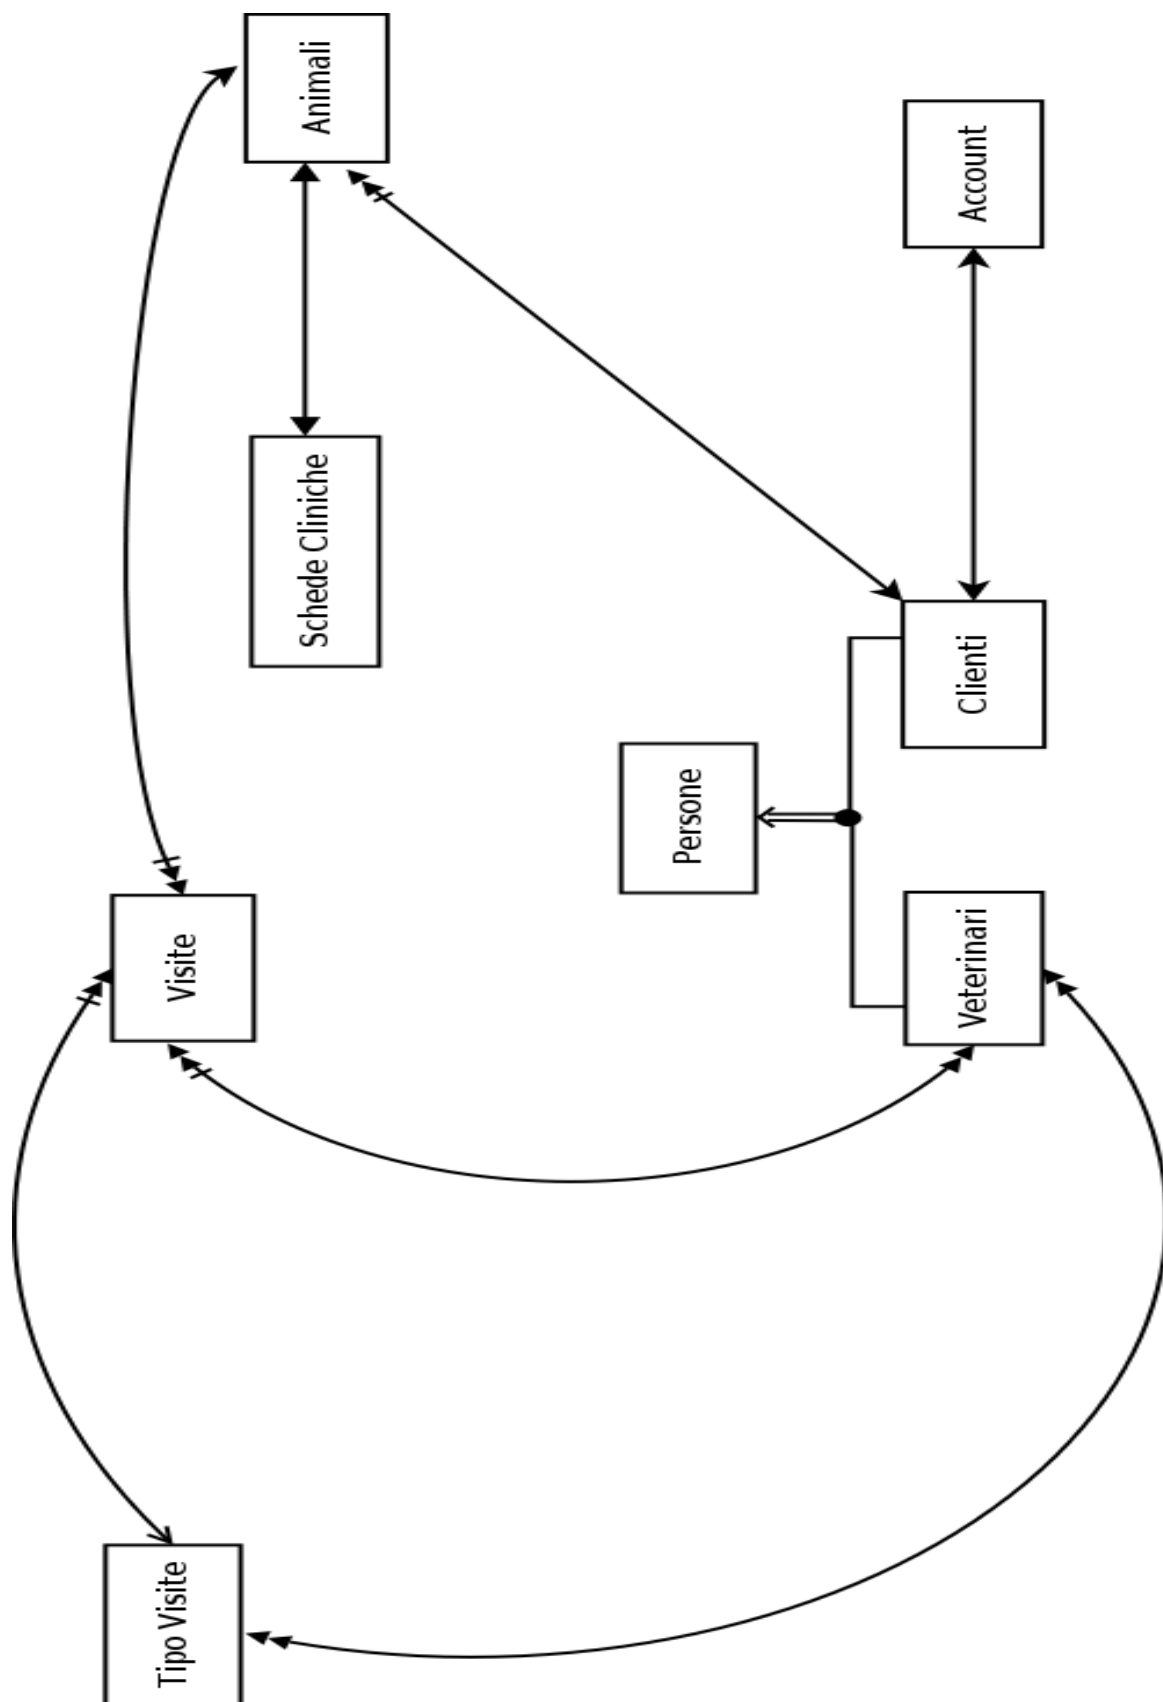 Animali
Account
Schede Cliniche
Clienti
Persone
Visite
Veterinari
Tipo Visite